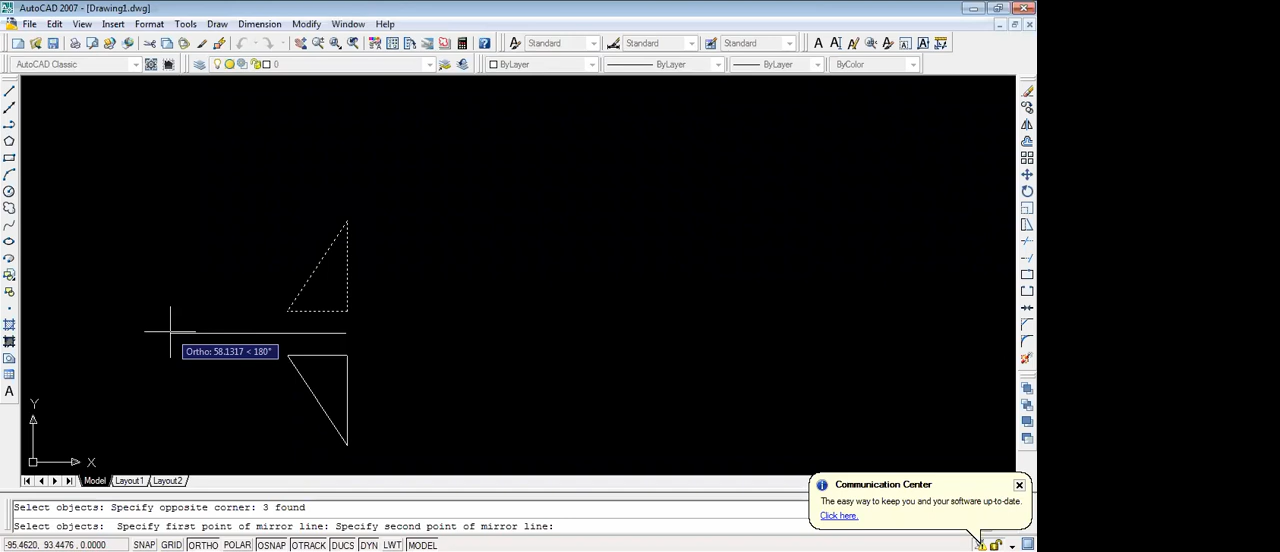 AutoCAD 2007 - [Drawing1.dwg]
File Edit View Insert Format Tools Draw Dimension Modify Window Help
Standard Standard Standard
AutoCAD Classic 0 ByLayer ByLayer ByLayer ByColor
Ortho: 58.1317 < 180°
Y
X
Model Layout1 Layout2
Communication Center
The easy way to keep you and your software up-to-date.
Click here.
Select objects: Specify opposite corner: 3 found
Select objects: Specify first point of mirror line: Specify second point of mirror line:
-95.4620, 93.4476, 0.0000 SNAP GRID ORTHO POLAR OSNAP OTRACK DUCS DYN LWT MODEL